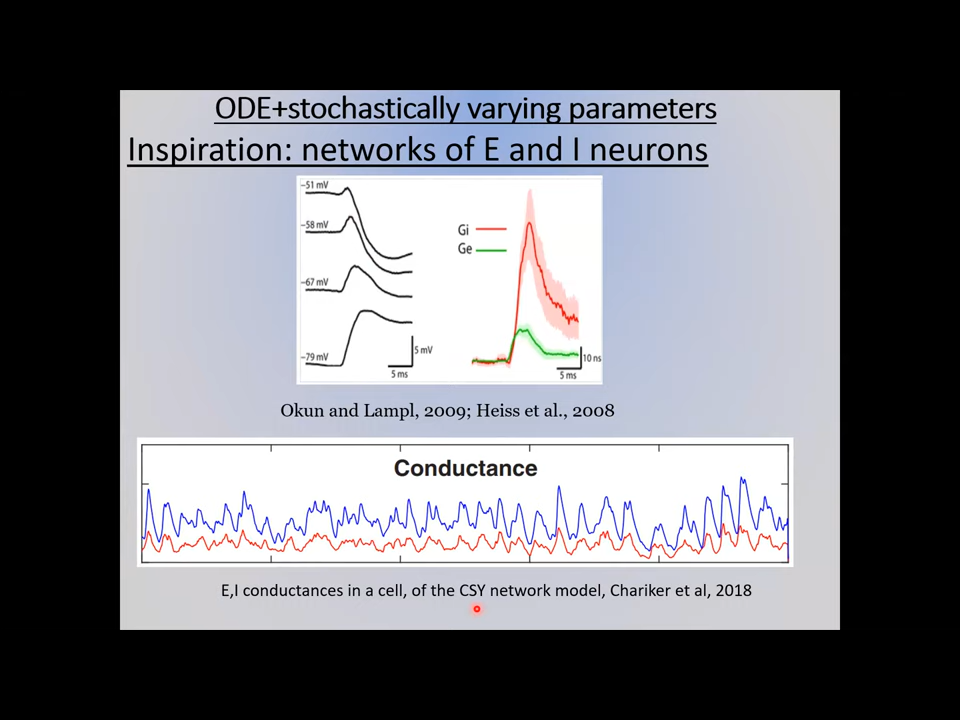 ODE+stochastically varying parameters
Inspiration: networks of E and I neurons
-51 mV
-58 mV
-67 mV
-79 mV
5 mV
5 ms
Gi
Ge
10 ns
5 ms
Okun and Lampl, 2009; Heiss et al., 2008
Conductance
E,I conductances in a cell, of the CSY network model, Chariker et al, 2018